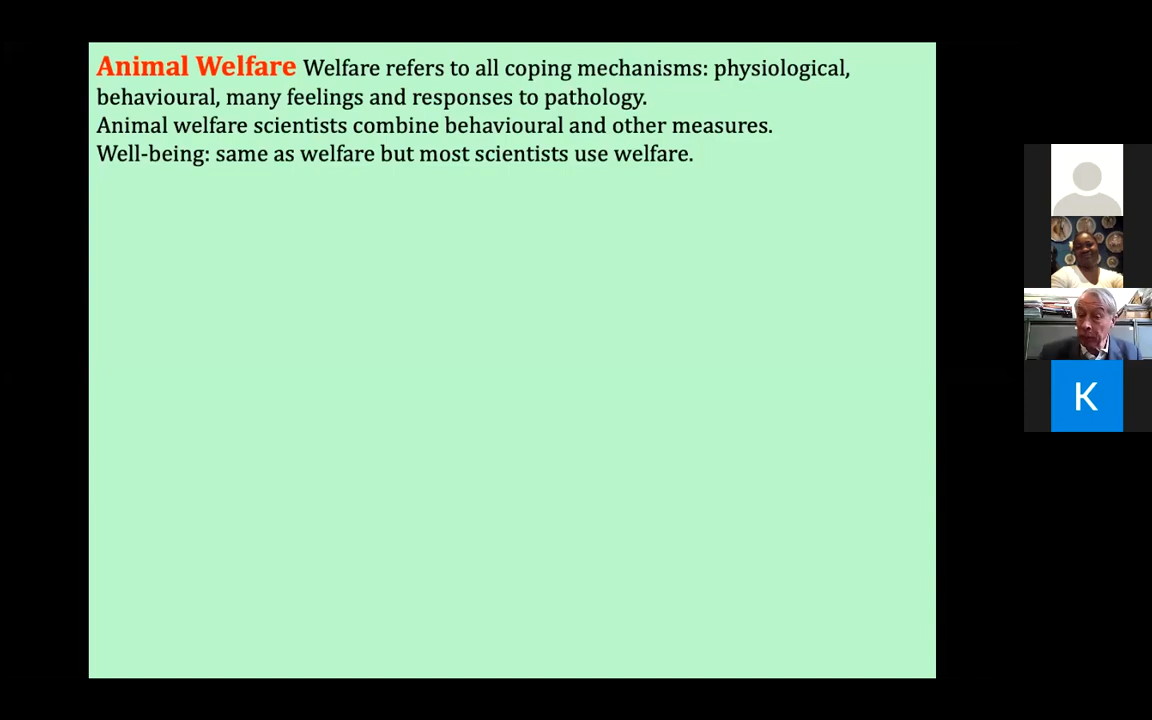 Animal Welfare Welfare refers to all coping mechanisms: physiological,
behavioural, many feelings and responses to pathology.
Animal welfare scientists combine behavioural and other measures.
Well-being: same as welfare but most scientists use welfare.
K